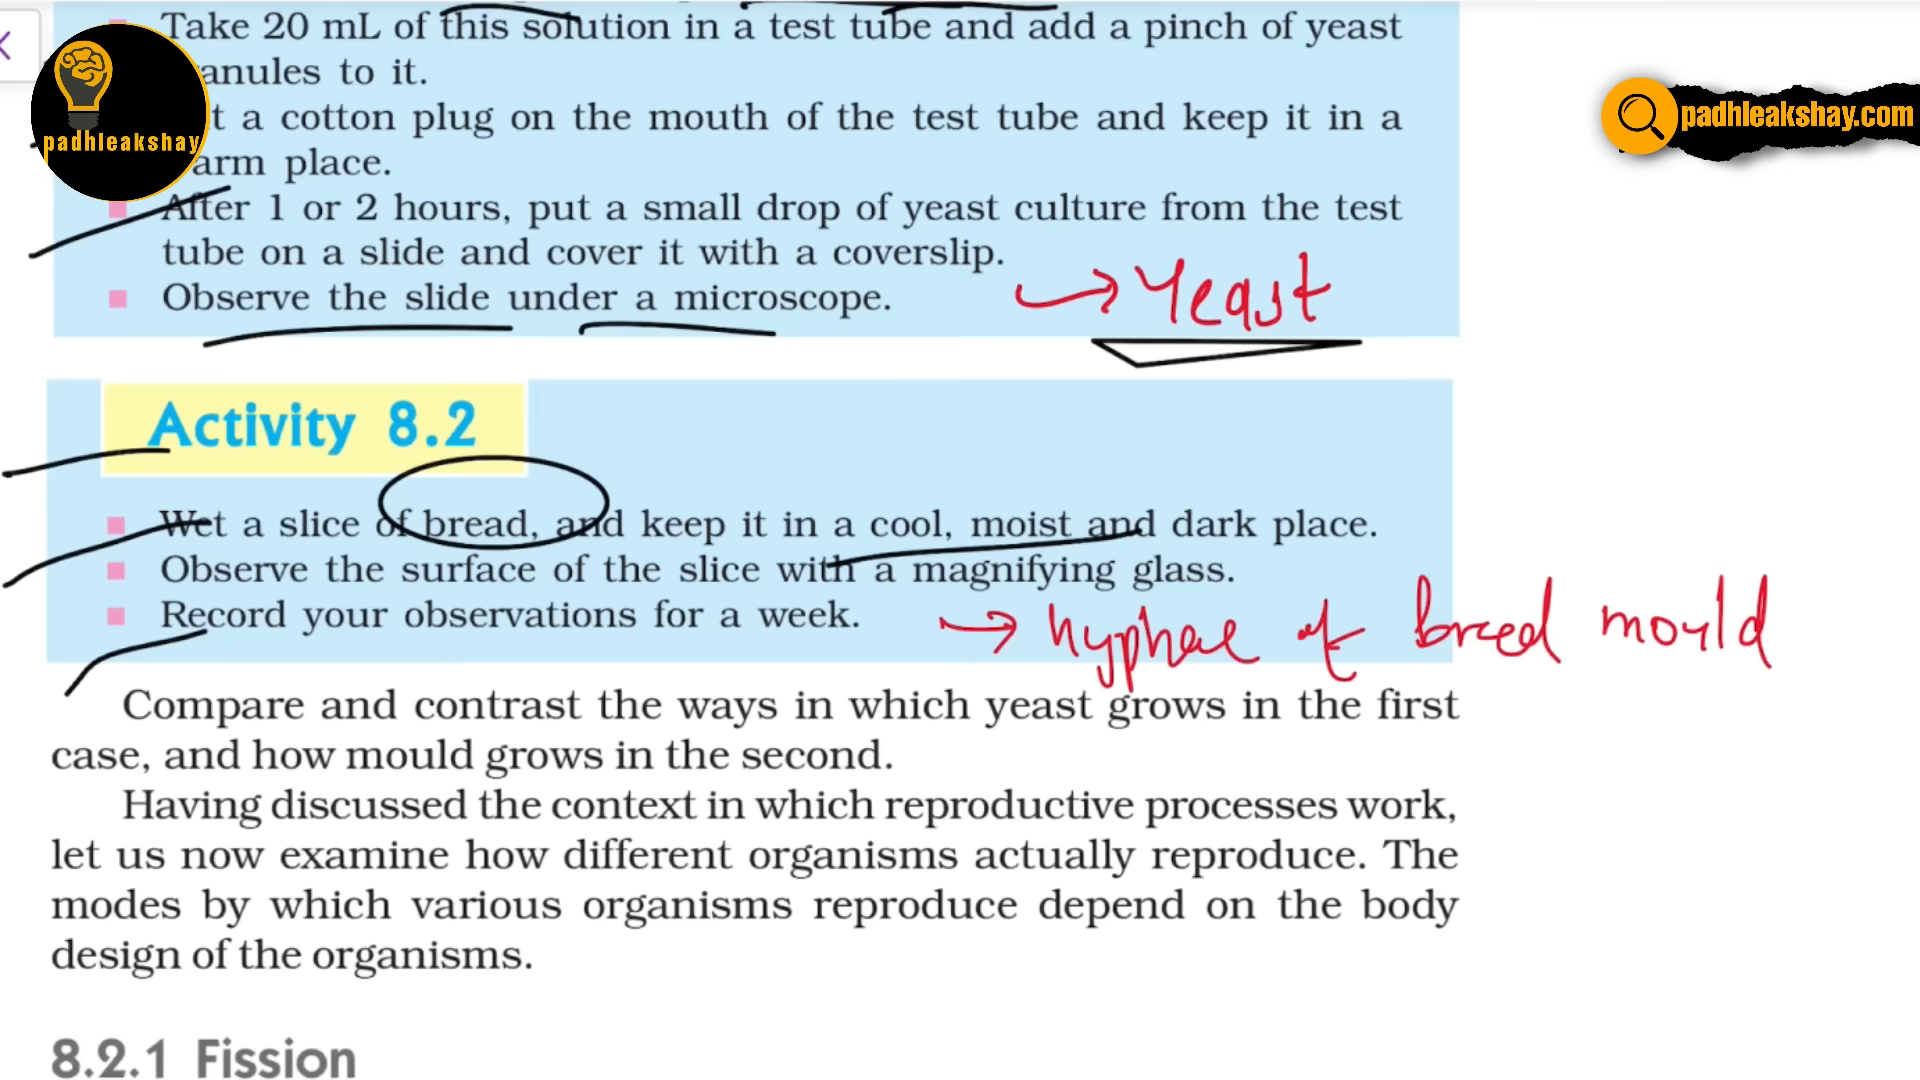 Take 20 mL of this solution in a test tube and add a pinch of yeast
anules to it.
t a cotton plug on the mouth of the test tube and keep it in a
arm place.
After 1 or 2 hours, put a small drop of yeast culture from the test
tube on a slide and cover it with a coverslip.
Observe the slide under a microscope.
→ Yeast
padhleakshay
padhleakshay.com
Activity 8.2
Wet a slice of bread, and keep it in a cool, moist and dark place.
Observe the surface of the slice with a magnifying glass.
Record your observations for a week.
→ hyphae of bread mould
Compare and contrast the ways in which yeast grows in the first
case, and how mould grows in the second.
Having discussed the context in which reproductive processes work,
let us now examine how different organisms actually reproduce. The
modes by which various organisms reproduce depend on the body
design of the organisms.
8.2.1 Fission